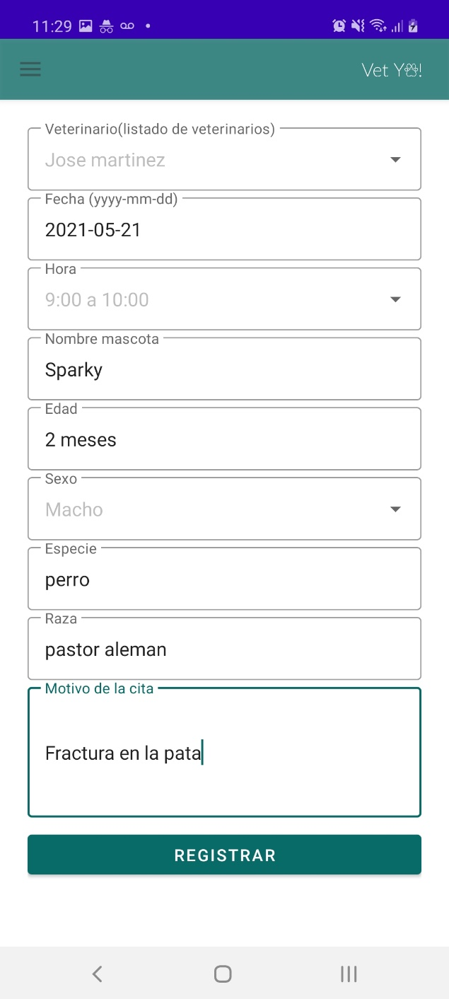 11:29
Vet Ya!
Veterinario(listado de veterinarios)
Jose martinez
Fecha (yyyy-mm-dd)
2021-05-21
Hora
9:00 a 10:00
Nombre mascota
Sparky
Edad
2 meses
Sexo
Macho
Especie
perro
Raza
pastor aleman
Motivo de la cita
Fractura en la pata
REGISTRAR